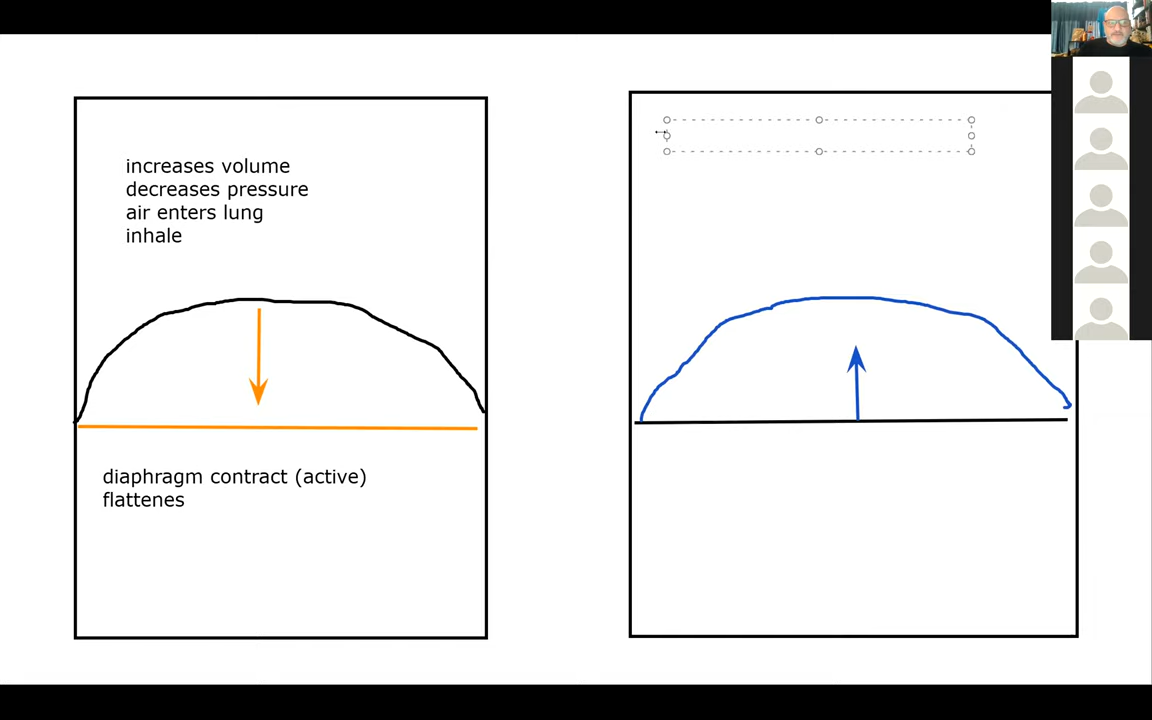 increases volume
decreases pressure
air enters lung
inhale
diaphragm contract (active)
flattenes